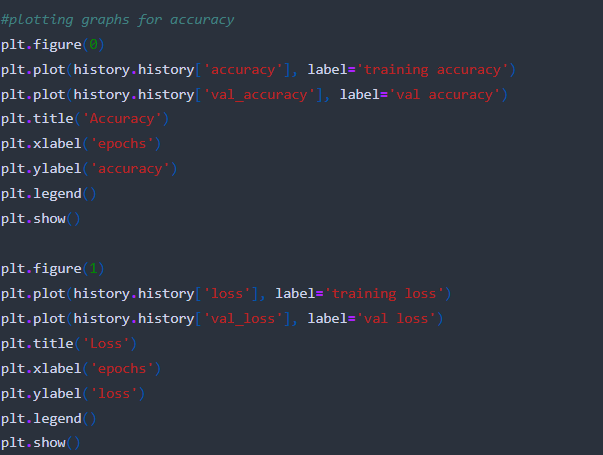 #plotting graphs for accuracy
plt.figure(0)
plt.plot(history.history['accuracy'], label='training accuracy')
plt.plot(history.history['val_accuracy'], label='val accuracy')
plt.title('Accuracy')
plt.xlabel('epochs')
plt.ylabel('accuracy')
plt.legend()
plt.show()

plt.figure(1)
plt.plot(history.history['loss'], label='training loss')
plt.plot(history.history['val_loss'], label='val loss')
plt.title('Loss')
plt.xlabel('epochs')
plt.ylabel('loss')
plt.legend()
plt.show()